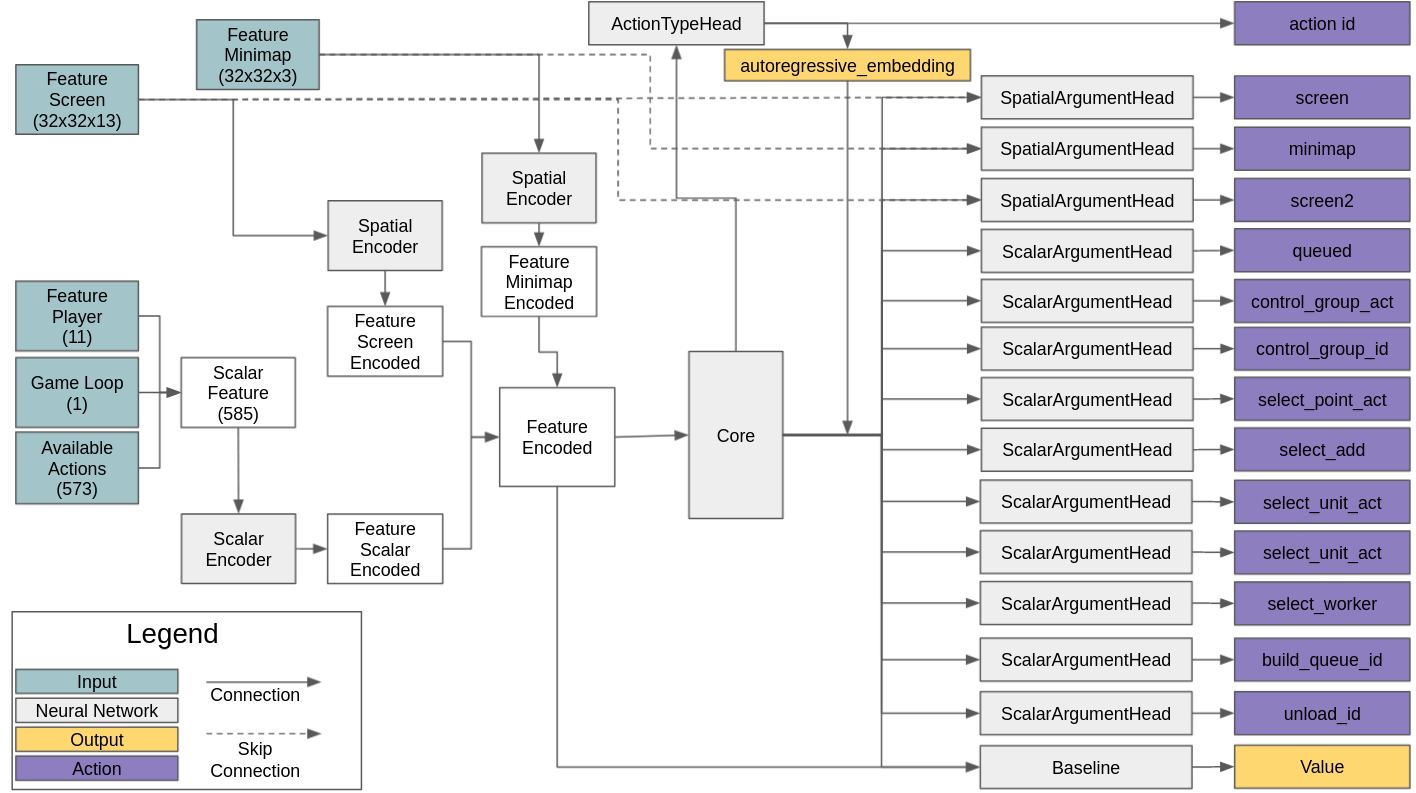 ActionTypeHead
action id
Feature
Minimap
(32x32x3)
autoregressive_embedding
Feature
Screen
(32x32x13)
SpatialArgumentHead
screen
SpatialArgumentHead
minimap
Spatial
Encoder
SpatialArgumentHead
screen2
Spatial
Encoder
ScalarArgumentHead
queued
Feature
Minimap
Encoded
Feature
Player
(11)
ScalarArgumentHead
control_group_act
Feature
Screen
Encoded
ScalarArgumentHead
control_group_id
Game Loop
(1)
Scalar
Feature
(585)
ScalarArgumentHead
select_point_act
Feature
Encoded
Core
ScalarArgumentHead
select_add
Available
Actions
(573)
ScalarArgumentHead
select_unit_act
Scalar
Encoder
Feature
Scalar
Encoded
ScalarArgumentHead
select_unit_act
ScalarArgumentHead
select_worker
ScalarArgumentHead
build_queue_id
ScalarArgumentHead
unload_id
Baseline
Value
Legend
Input
Connection
Neural Network
Output
Skip
Connection
Action